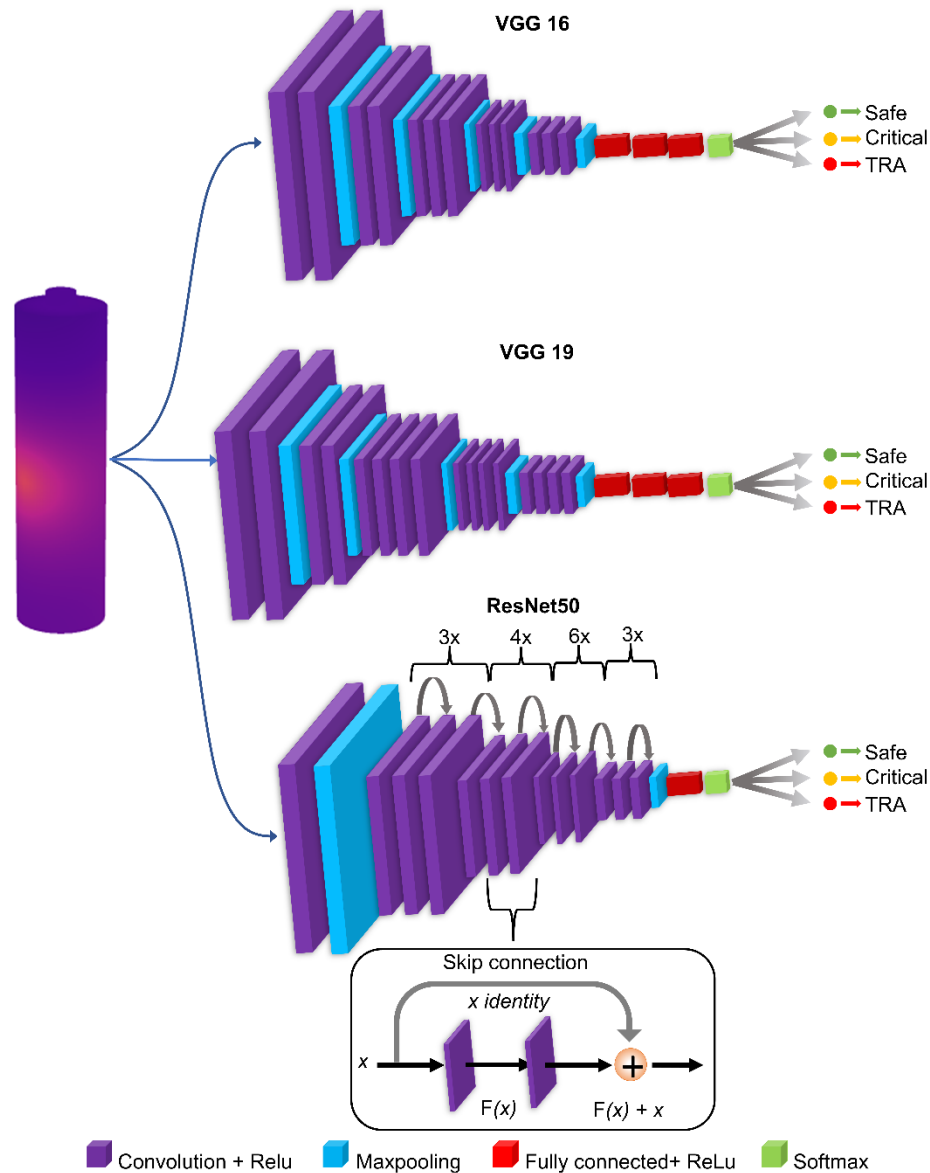 VGG 16
Safe
Critical
TRA
VGG 19
Safe
Critical
TRA
ResNet50
3x 4x 6x 3x
Safe
Critical
TRA
Skip connection
x identity
x
F(x) F(x) + x
Convolution + Relu Maxpooling Fully connected+ ReLu Softmax